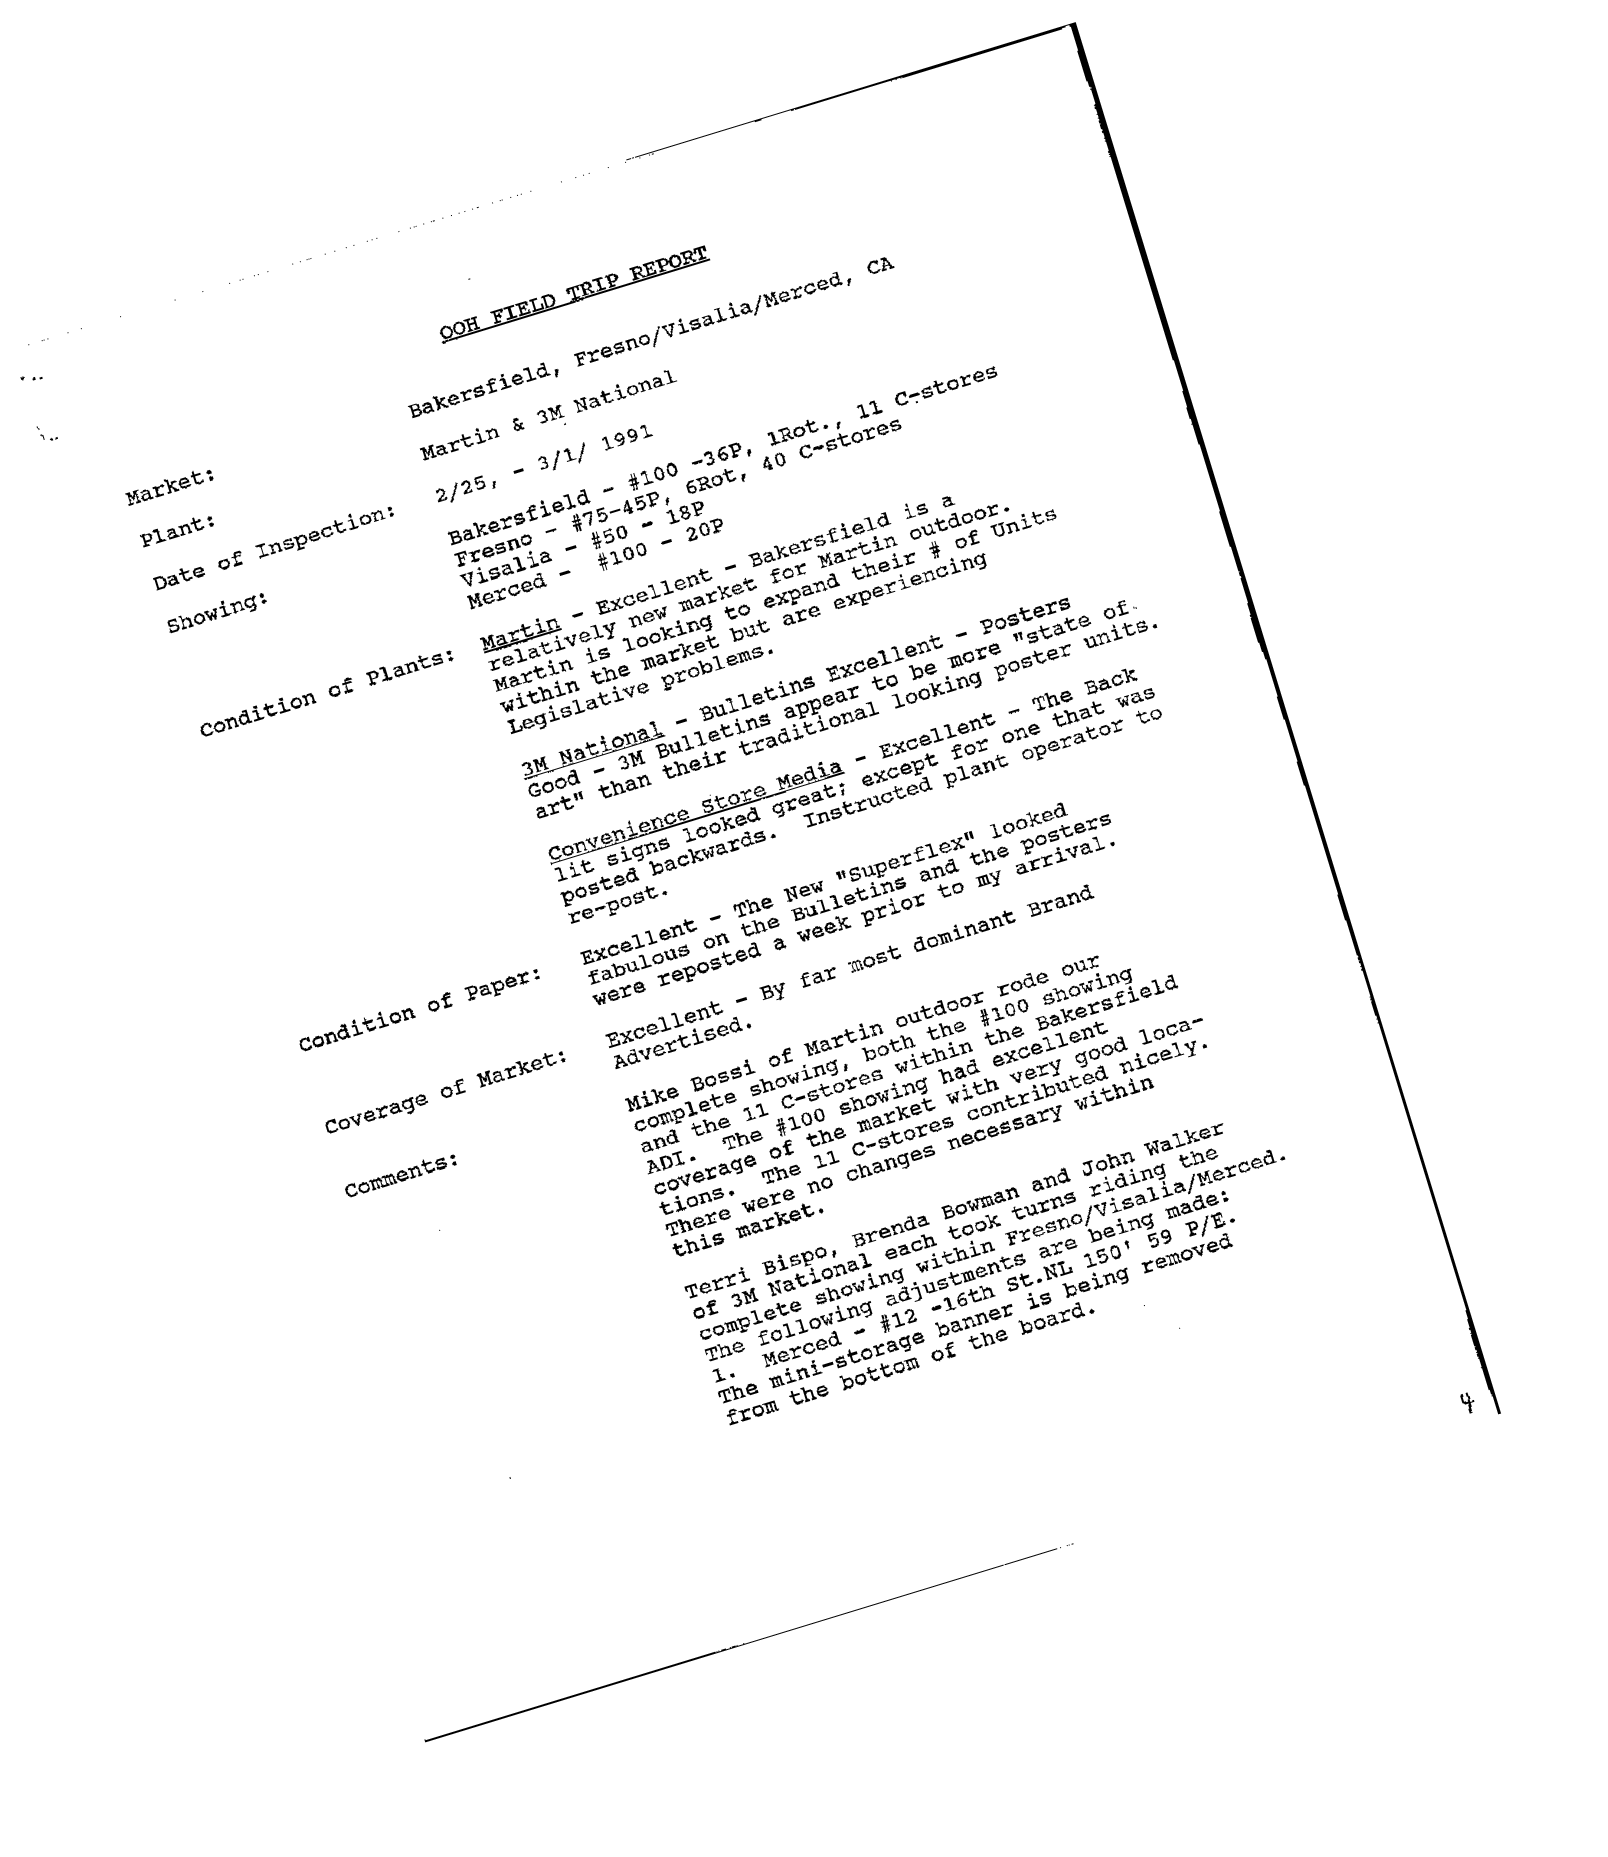 OOH FIELD TRIP REPORT
Market: Bakersfield, Fresno/Visalia/Merced, CA
Plant: Martin & 3M National
Date of Inspection: 2/25, - 3/1/ 1991
Showing: Bakersfield - #100 -36P, 1Rot., 11 C-stores
Fresno - #75-45P, 6Rot, 40 C-stores
Visalia - #50 - 18P
Merced - #100 - 20P
Condition of Plants: Martin - Excellent - Bakersfield is a
relatively new market for Martin outdoor.
Martin is looking to expand their # of Units
within the market but are experiencing
Legislative problems.
3M National - Bulletins Excellent - Posters
Good - 3M Bulletins appear to be more "state of
art" than their traditional looking poster units.
Convenience Store Media - Excellent - The Back
lit signs looked great; except for one that was
posted backwards. Instructed plant operator to
re-post.
Condition of Paper: Excellent - The New "Superflex" looked
fabulous on the Bulletins and the posters
were reposted a week prior to my arrival.
Coverage of Market: Excellent - By far most dominant Brand
Advertised.
Comments: Mike Bossi of Martin outdoor rode our
complete showing, both the #100 showing
and the 11 C-stores within the Bakersfield
ADI. The #100 showing had excellent
coverage of the market with very good loca-
tions. The 11 C-stores contributed nicely.
There were no changes necessary within
this market.
Terri Bispo, Brenda Bowman and John Walker
of 3M National each took turns riding the
complete showing within Fresno/Visalia/Merced.
The following adjustments are being made:
1. Merced - #12 -16th St.NL 150' 59 P/E.
The mini-storage banner is being removed
from the bottom of the board.
4